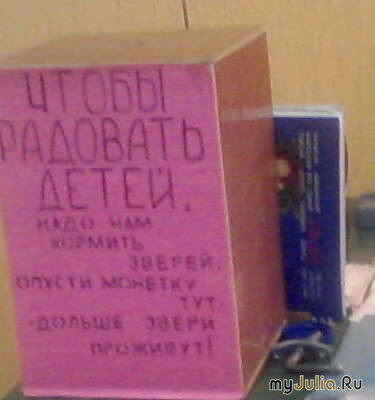 ЧТОБЫ
РАДОВАТЬ
ДЕТЕЙ.
НАДО НАМ
КОРМИТЬ
ЗВЕРЕЙ.
ОПУСТИ МОНЕТКУ
ТУТ-
-ДОЛЬШЕ ЗВЕРИ
ПРОЖИВУТ!
myJulia.Ru